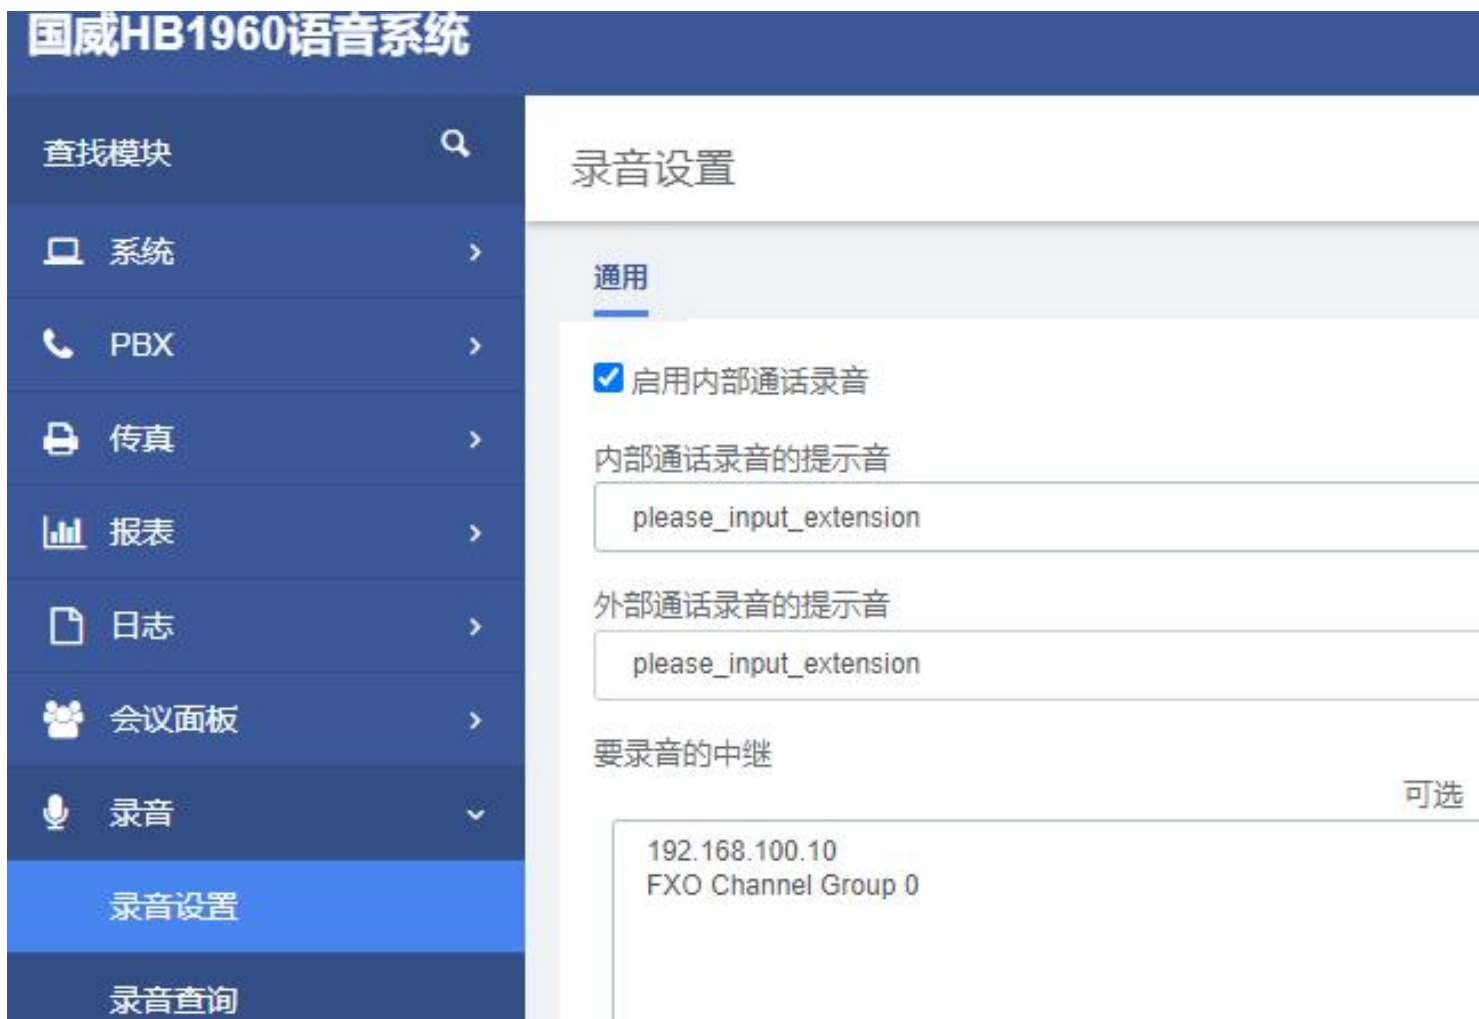 国威HB1960语音系统
查找模块
系统
PBX
传真
报表
日志
会议面板
录音
录音设置
录音查询
录音设置
通用
启用内部通话录音
内部通话录音的提示音
please_input_extension
外部通话录音的提示音
please_input_extension
要录音的中继
可选
192.168.100.10
FXO Channel Group 0